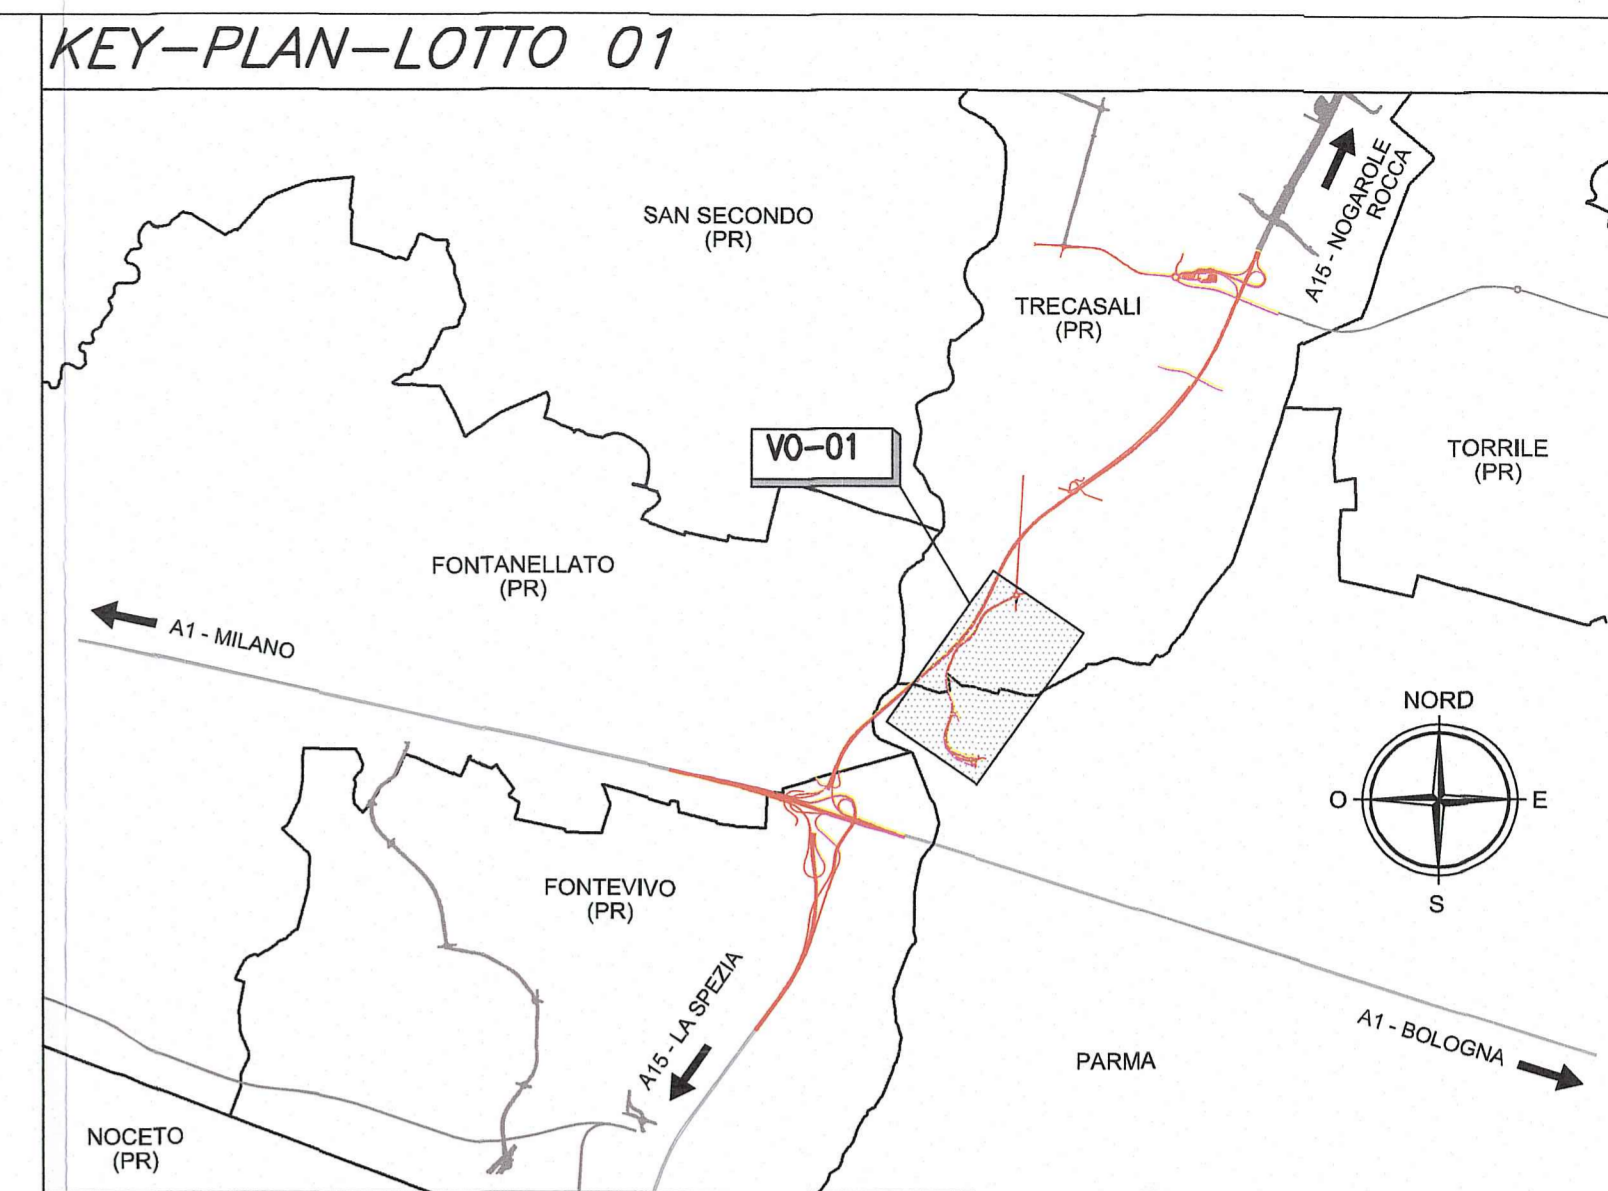 KEY-PLAN-LOTTO 01
SAN SECONDO
(PR)
A15 - NOGAROLE
ROCCA
TRECASALI
(PR)
VO-01
TORRILE
(PR)
FONTANELLATO
(PR)
A1 - MILANO
NORD
O
E
S
FONTEVIVO
(PR)
A15 - LA SPEZIA
A1 - BOLOGNA
PARMA
NOCETO
(PR)